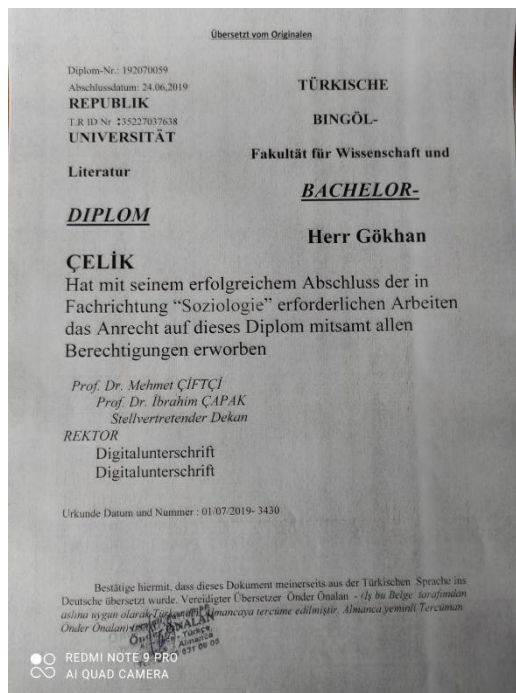 Übersetzt vom Originalen
Diplom-Nr.: 192070059
Abschlussdatum: 24.06.2019
TÜRKISCHE
REPUBLIK
T.R ID Nr :35227037638
BINGÖL-
UNIVERSITÄT
Fakultät für Wissenschaft und
Literatur
BACHELOR-
DIPLOM
Herr Gökhan
ÇELİK
Hat mit seinem erfolgreichem Abschluss der in
Fachrichtung “Soziologie” erforderlichen Arbeiten
das Anrecht auf dieses Diplom mitsamt allen
Berechtigungen erworben
Prof. Dr. Mehmet ÇİFTÇİ
Prof. Dr. İbrahim ÇAPAK
Stellvertretender Dekan
REKTOR
Digitalunterschrift
Digitalunterschrift
Urkunde Datum und Nummer : 01/07/2019- 3430
Bestätige hiermit, dass dieses Dokument meinerseits aus der Türkischen Sprache ins
Deutsche übersetzt wurde. Vereidigter Übersetzer Önder Önalan - (İş bu Belge tarafımdan
aslına uygun olarak Türkçeden Almancaya tercüme edilmiştir. Almanca yeminli Tercüman
Önder Önalan)
ÖNALAN
Türkçe
Almanca
REDMI NOTE 9 PRO
AI QUAD CAMERA